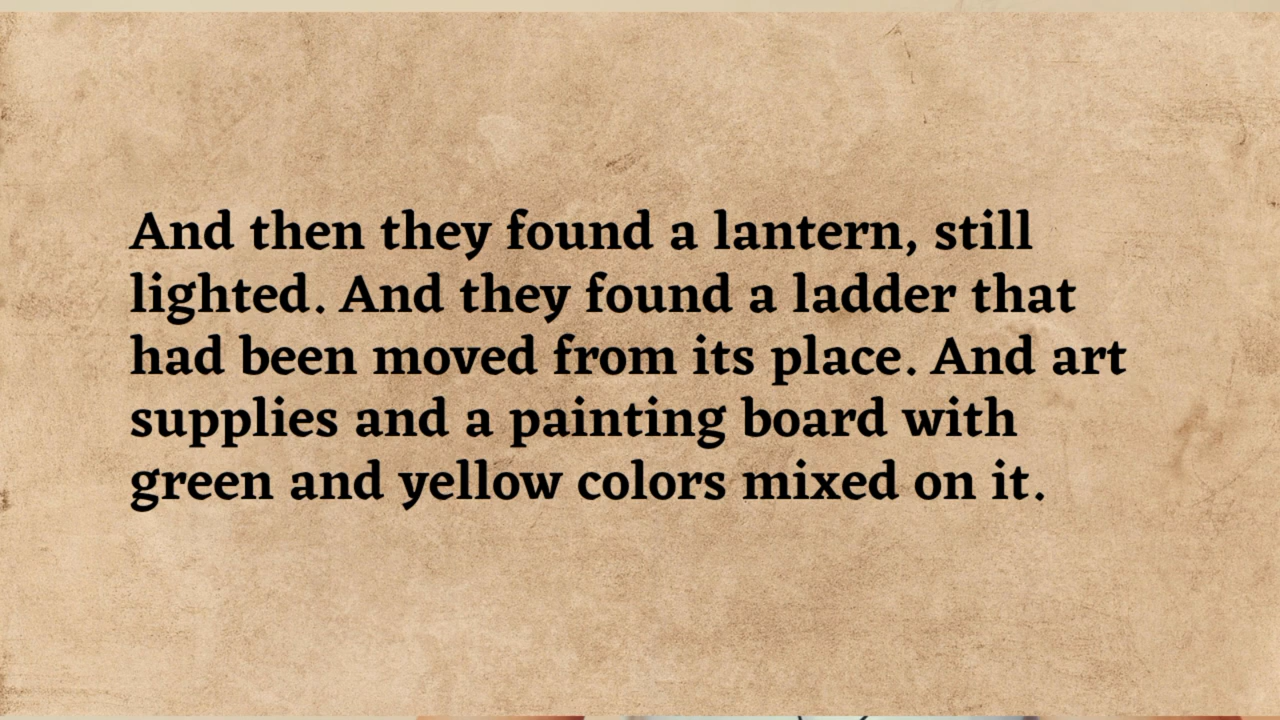 And then they found a lantern, still
lighted. And they found a ladder that
had been moved from its place. And art
supplies and a painting board with
green and yellow colors mixed on it.